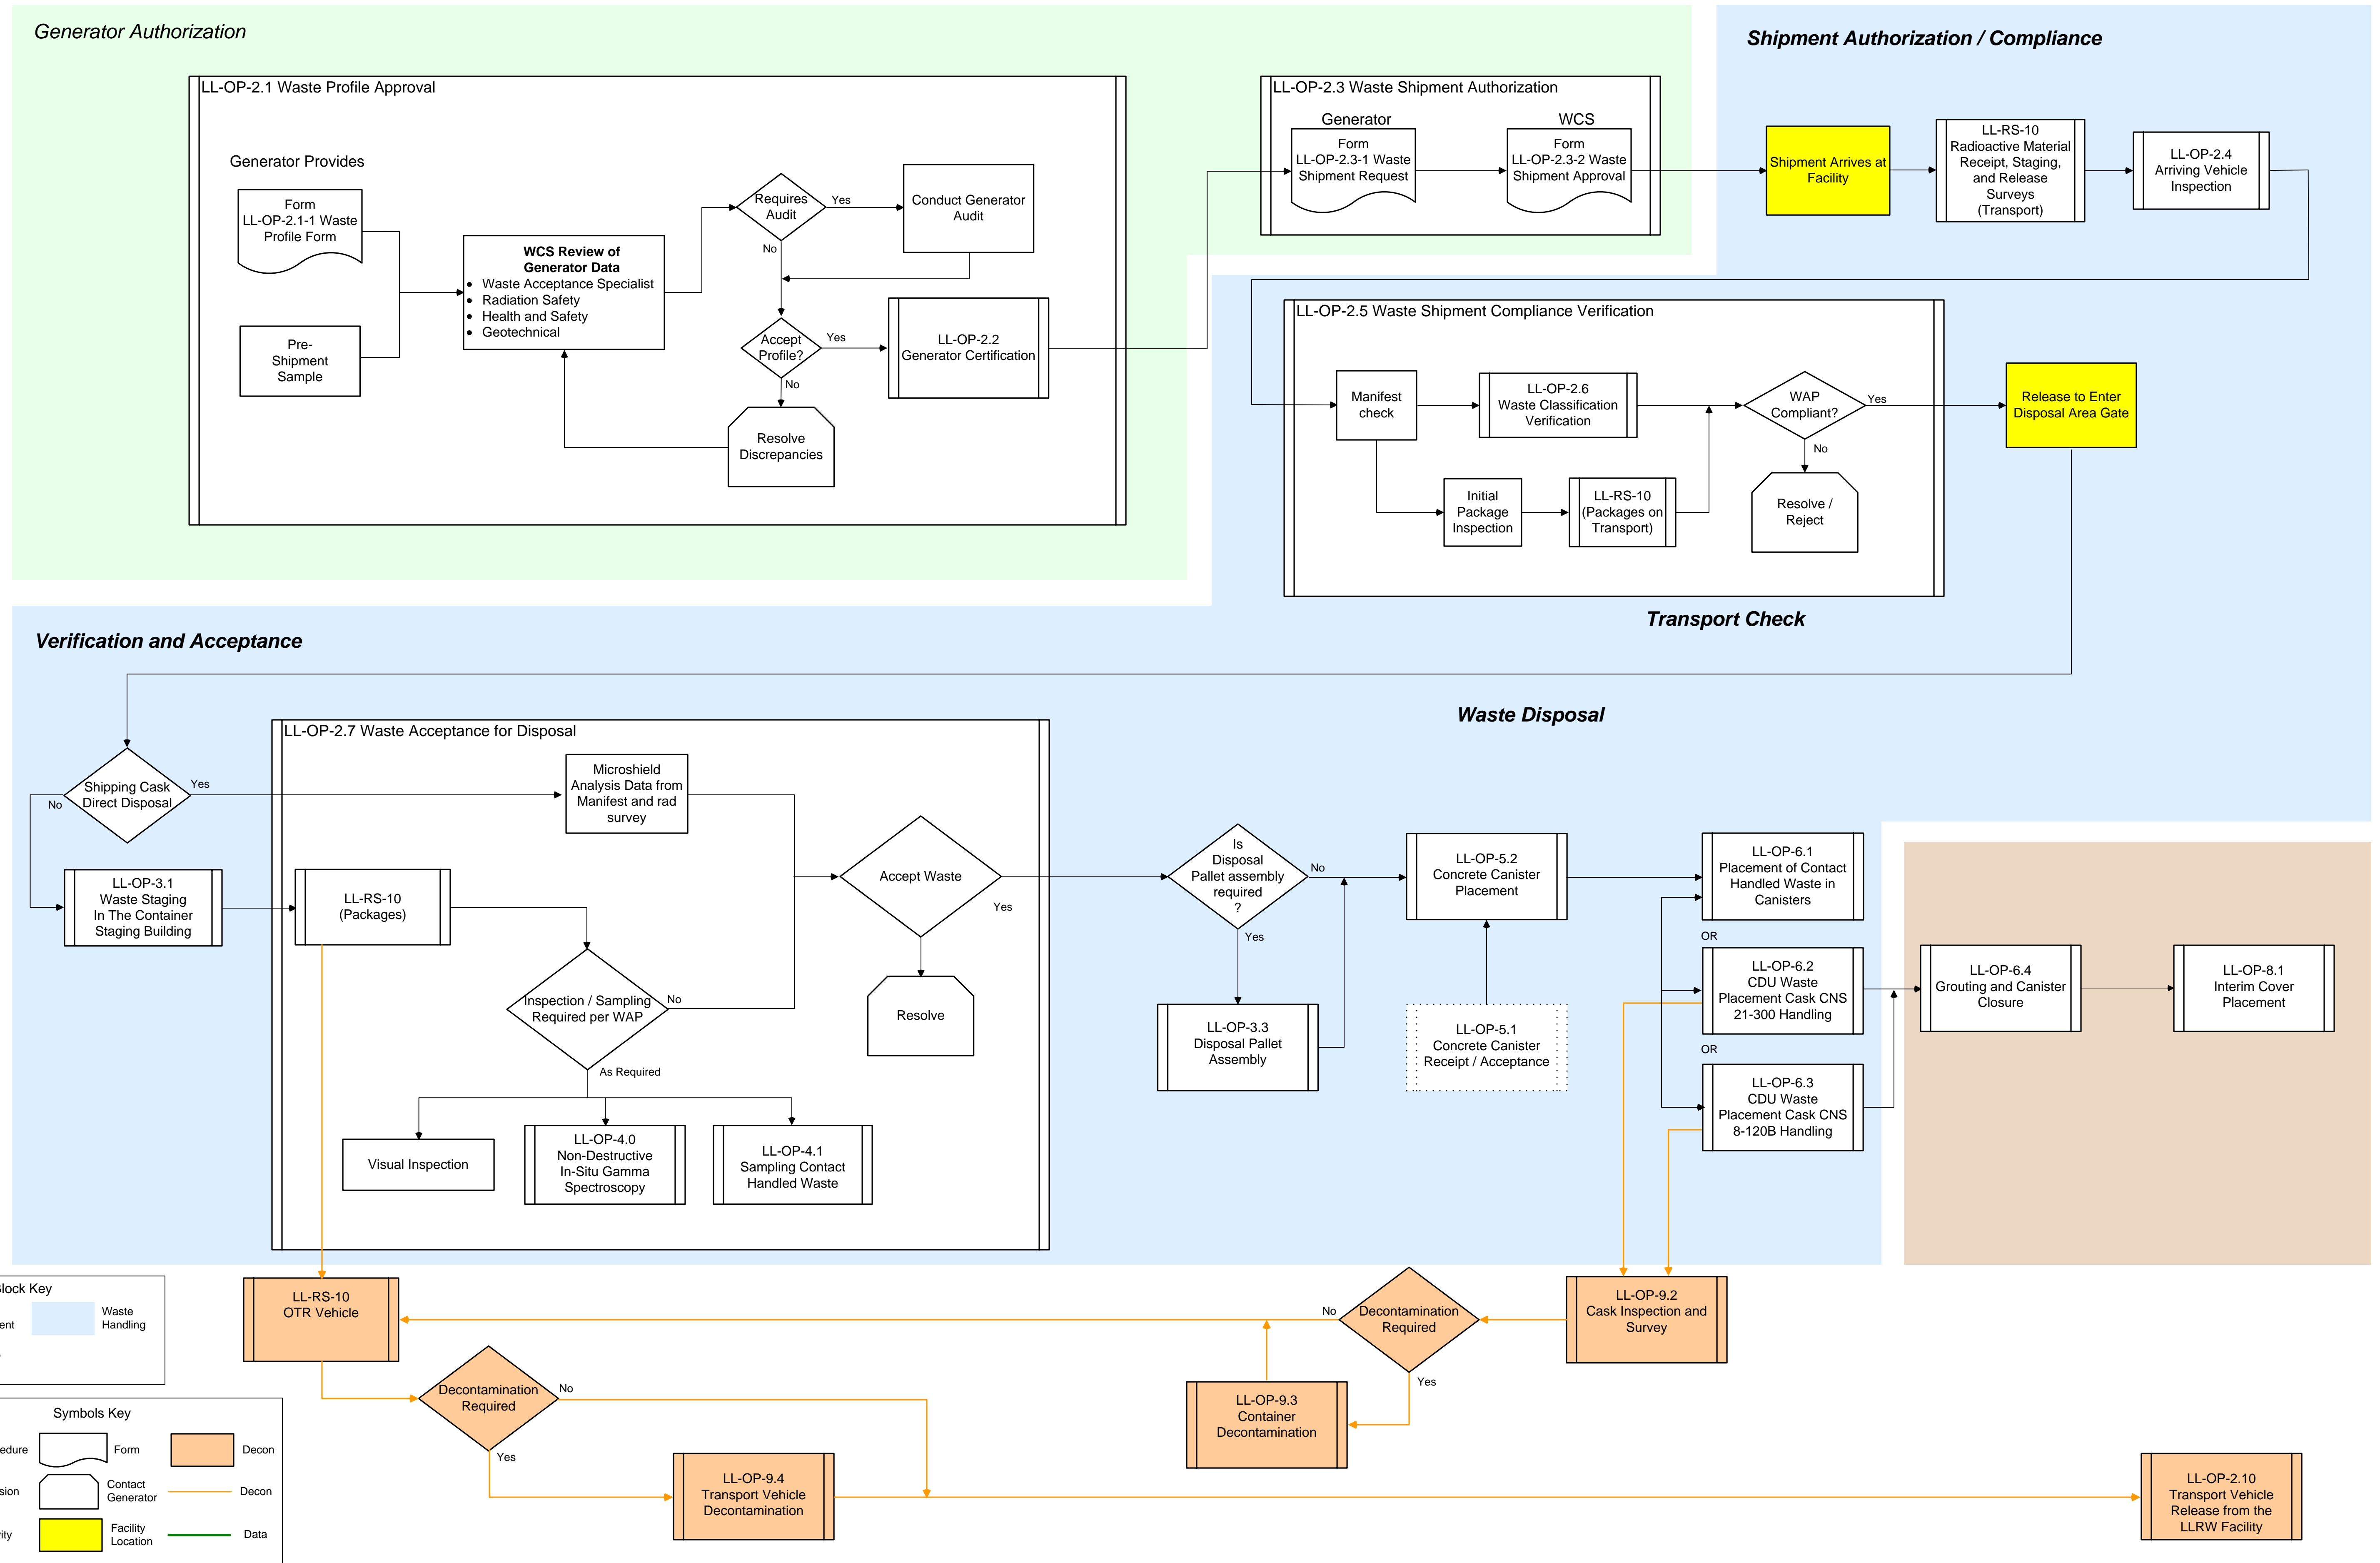 Generator Authorization
Shipment Authorization / Compliance
LL-OP-2.1 Waste Profile Approval
Generator Provides
Form
LL-OP-2.1-1 Waste
Profile Form
Pre-
Shipment
Sample
WCS Review of
Generator Data
• Waste Acceptance Specialist
• Radiation Safety
• Health and Safety
• Geotechnical
Requires
Audit
Yes
No
Conduct Generator
Audit
Accept
Profile?
Yes
No
LL-OP-2.2
Generator Certification
Resolve
Discrepancies
LL-OP-2.3 Waste Shipment Authorization
Generator
Form
LL-OP-2.3-1 Waste
Shipment Request
WCS
Form
LL-OP-2.3-2 Waste
Shipment Approval
Shipment Arrives at
Facility
LL-RS-10
Radioactive Material
Receipt, Staging,
and Release
Surveys
(Transport)
LL-OP-2.4
Arriving Vehicle
Inspection
LL-OP-2.5 Waste Shipment Compliance Verification
Manifest
check
LL-OP-2.6
Waste Classification
Verification
Initial
Package
Inspection
LL-RS-10
(Packages on
Transport)
WAP
Compliant?
Yes
No
Resolve /
Reject
Release to Enter
Disposal Area Gate
Transport Check
Verification and Acceptance
Waste Disposal
Shipping Cask
Direct Disposal
Yes
No
LL-OP-3.1
Waste Staging
In The Container
Staging Building
LL-OP-2.7 Waste Acceptance for Disposal
Microshield
Analysis Data from
Manifest and rad
survey
LL-RS-10
(Packages)
Inspection / Sampling
Required per WAP
No
As Required
Visual Inspection
LL-OP-4.0
Non-Destructive
In-Situ Gamma
Spectroscopy
LL-OP-4.1
Sampling Contact
Handled Waste
Accept Waste
Yes
Resolve
Is
Disposal
Pallet assembly
required
?
No
Yes
LL-OP-3.3
Disposal Pallet
Assembly
LL-OP-5.2
Concrete Canister
Placement
LL-OP-5.1
Concrete Canister
Receipt / Acceptance
LL-OP-6.1
Placement of Contact
Handled Waste in
Canisters
OR
LL-OP-6.2
CDU Waste
Placement Cask CNS
21-300 Handling
OR
LL-OP-6.3
CDU Waste
Placement Cask CNS
8-120B Handling
LL-OP-6.4
Grouting and Canister
Closure
LL-OP-8.1
Interim Cover
Placement
LL-RS-10
OTR Vehicle
Decontamination
Required
No
Yes
LL-OP-9.4
Transport Vehicle
Decontamination
LL-OP-9.3
Container
Decontamination
Decontamination
Required
No
Yes
LL-OP-9.2
Cask Inspection and
Survey
LL-OP-2.10
Transport Vehicle
Release from the
LLRW Facility
lock Key
ent
Waste
Handling
Symbols Key
edure
Form
Decon
sion
Contact
Generator
Decon
ity
Facility
Location
Data